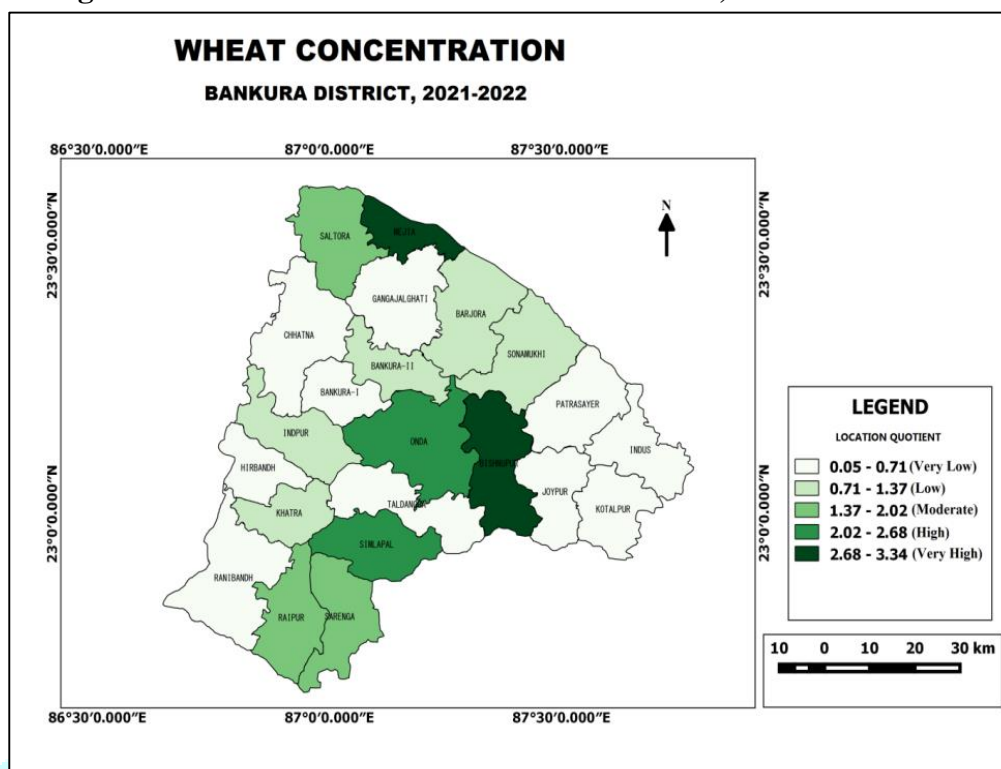 WHEAT CONCENTRATION
BANKURA DISTRICT, 2021-2022
86°30'0.000"E 87°0'0.000"E 87°30'0.000"E
23°30'0.000"N
23°0'0.000"N
N
SALTORA
MEJIA
GANGAJALGHATI
BARJORA
CHHATNA
SONAMUKHI
BANKURA-II
BANKURA-I
PATRASAYER
INDPUR
ONDA
INDUS
BISHNUPUR
HIRBANDH
JOYPUR
TALDANGRA
KHATRA
KOTALPUR
SIMLAPAL
RANIBANDH
RAIPUR
SARENGA
23°30'0.000"N
23°0'0.000"N
LEGEND
LOCATION QUOTIENT
0.05 - 0.71 (Very Low)
0.71 - 1.37 (Low)
1.37 - 2.02 (Moderate)
2.02 - 2.68 (High)
2.68 - 3.34 (Very High)
10 0 10 20 30 km
86°30'0.000"E 87°0'0.000"E 87°30'0.000"E